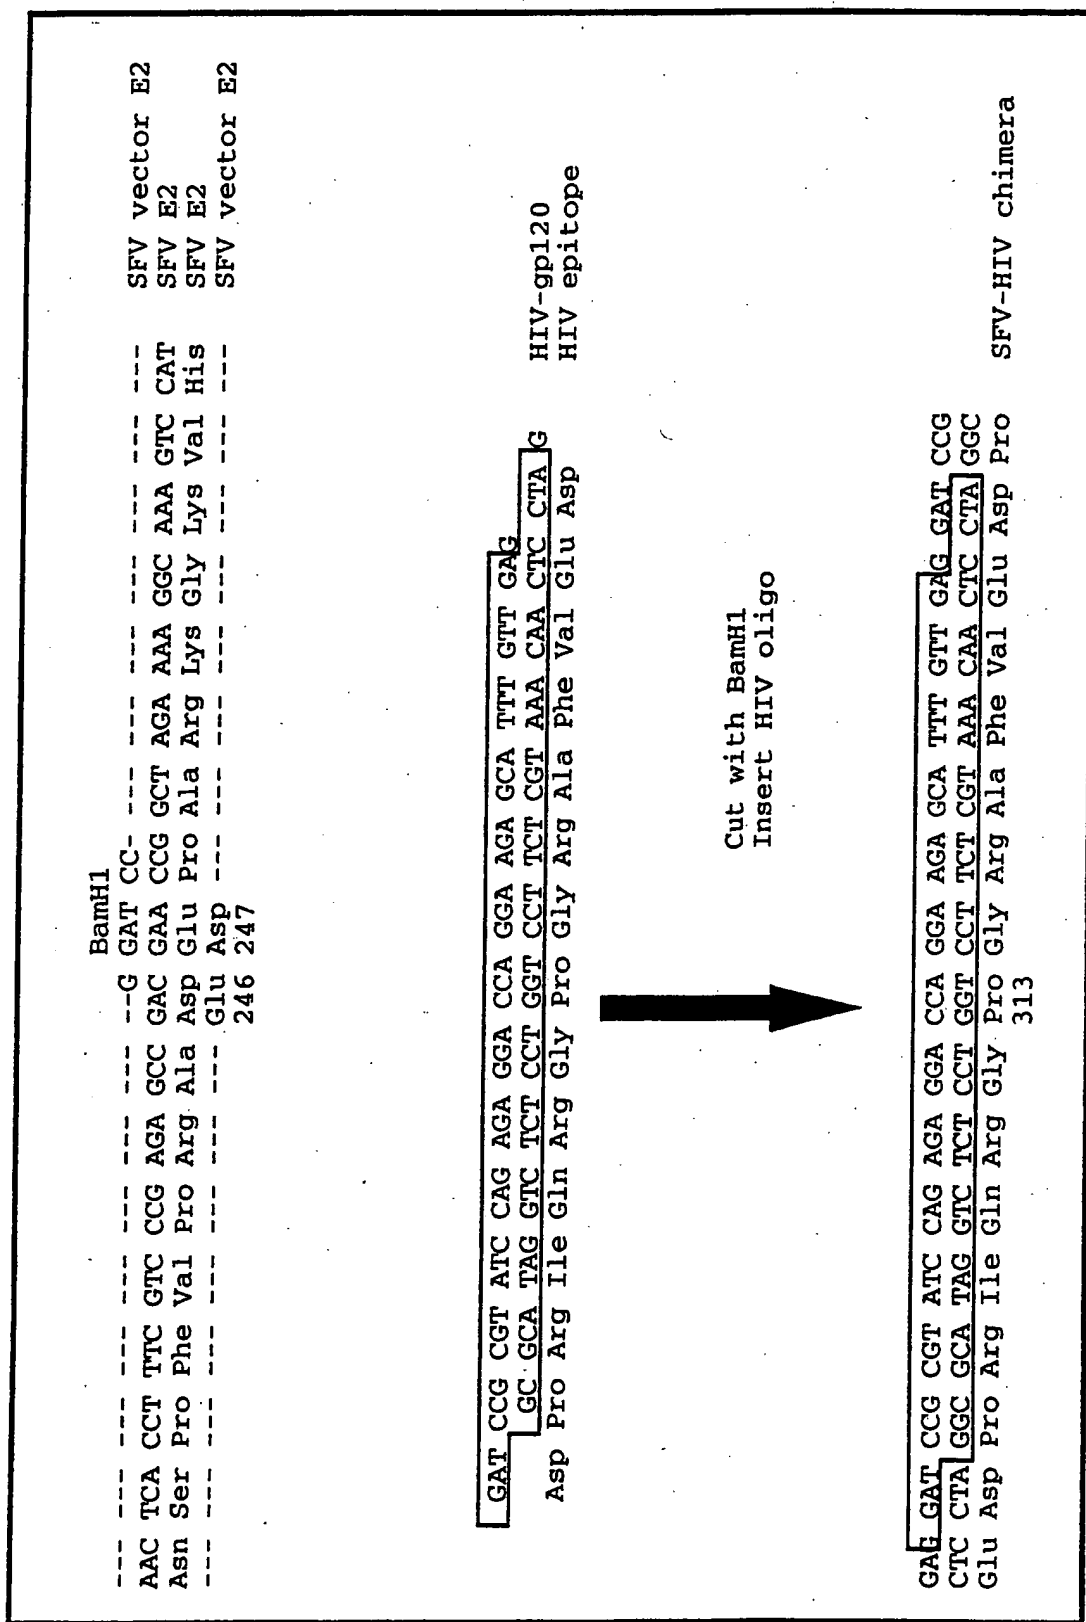 BamH1
--- --- --- --- --- --- --- --- --G GAT CC- --- --- --- --- --- --- --- SFV vector E2
AAC TCA CCT TTC GTC CCG AGA GCC GAC GAA CCG GCT AGA AAA GGC AAA GTC CAT SFV E2
Asn Ser Pro Phe Val Pro Arg Ala Asp Glu Pro Ala Arg Lys Gly Lys Val His SFV E2
--- --- --- --- --- --- --- --- Glu Asp --- --- --- --- --- --- --- --- SFV vector E2
246 247
GAT CCG CGT ATC CAG AGA GGA CCA GGA AGA GCA TTT GTT GAG
GC GCA TAG GTC TCT CCT GGT CCT TCT CGT AAA CAA CTC CTA G HIV-gp120
Asp Pro Arg Ile Gln Arg Gly Pro Gly Arg Ala Phe Val Glu Asp HIV epitope
Cut with BamH1
Insert HIV oligo
GAG GAT CCG CGT ATC CAG AGA GGA CCA GGA AGA GCA TTT GTT GAG GAT CCG
CTC CTA GGC GCA TAG GTC TCT CCT GGT CCT TCT CGT AAA CAA CTC CTA GGC
Glu Asp Pro Arg Ile Gln Arg Gly Pro Gly Arg Ala Phe Val Glu Asp Pro SFV-HIV chimera
313